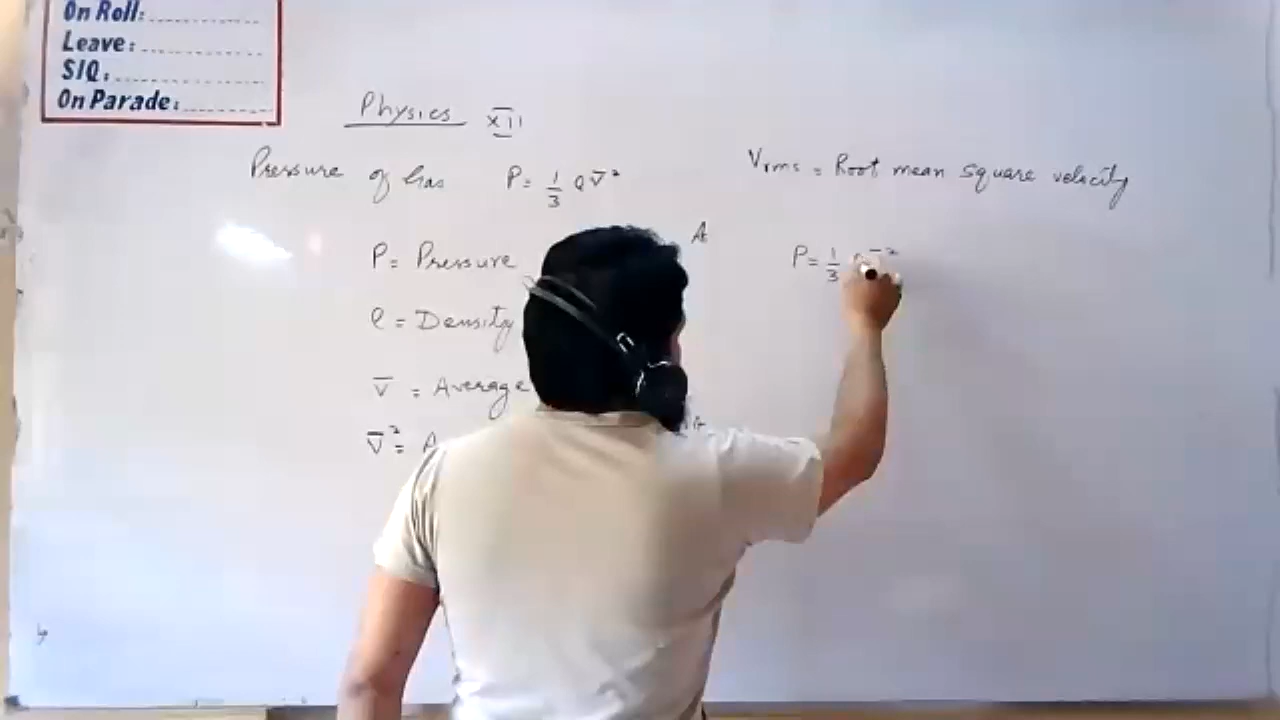 On Roll:
Leave:
S/Q:
On Parade:
Physics XII
Pressure of Gas P = 1/3 ρv̄²
P = Pressure
ρ = Density
v̄ = Average
v̄² =
Vrms = Root mean square velocity
P = 1/3